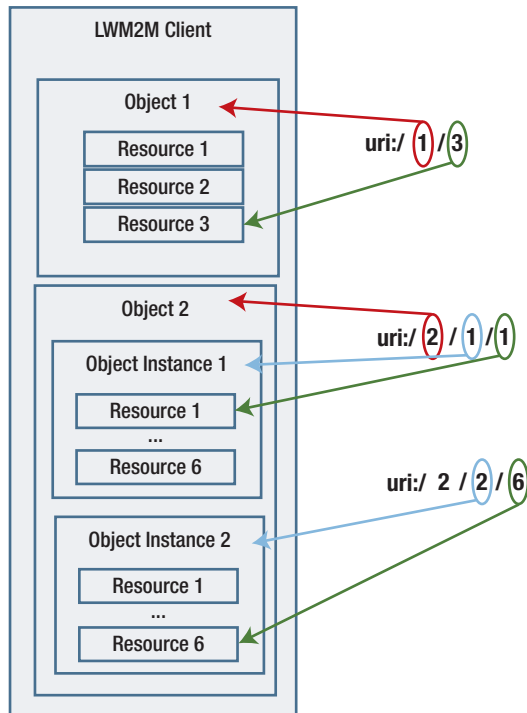 LWM2M Client
Object 1
Resource 1
Resource 2
Resource 3
uri:/ 1 / 3
Object 2
Object Instance 1
Resource 1
...
Resource 6
uri:/ 2 / 1 / 1
Object Instance 2
Resource 1
...
Resource 6
uri:/ 2 / 2 / 6